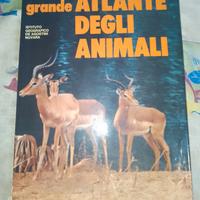 grande ATLANTE
DEGLI
ANIMALI
ISTITUTO
GEOGRAFICO
DE AGOSTINI
NOVARA